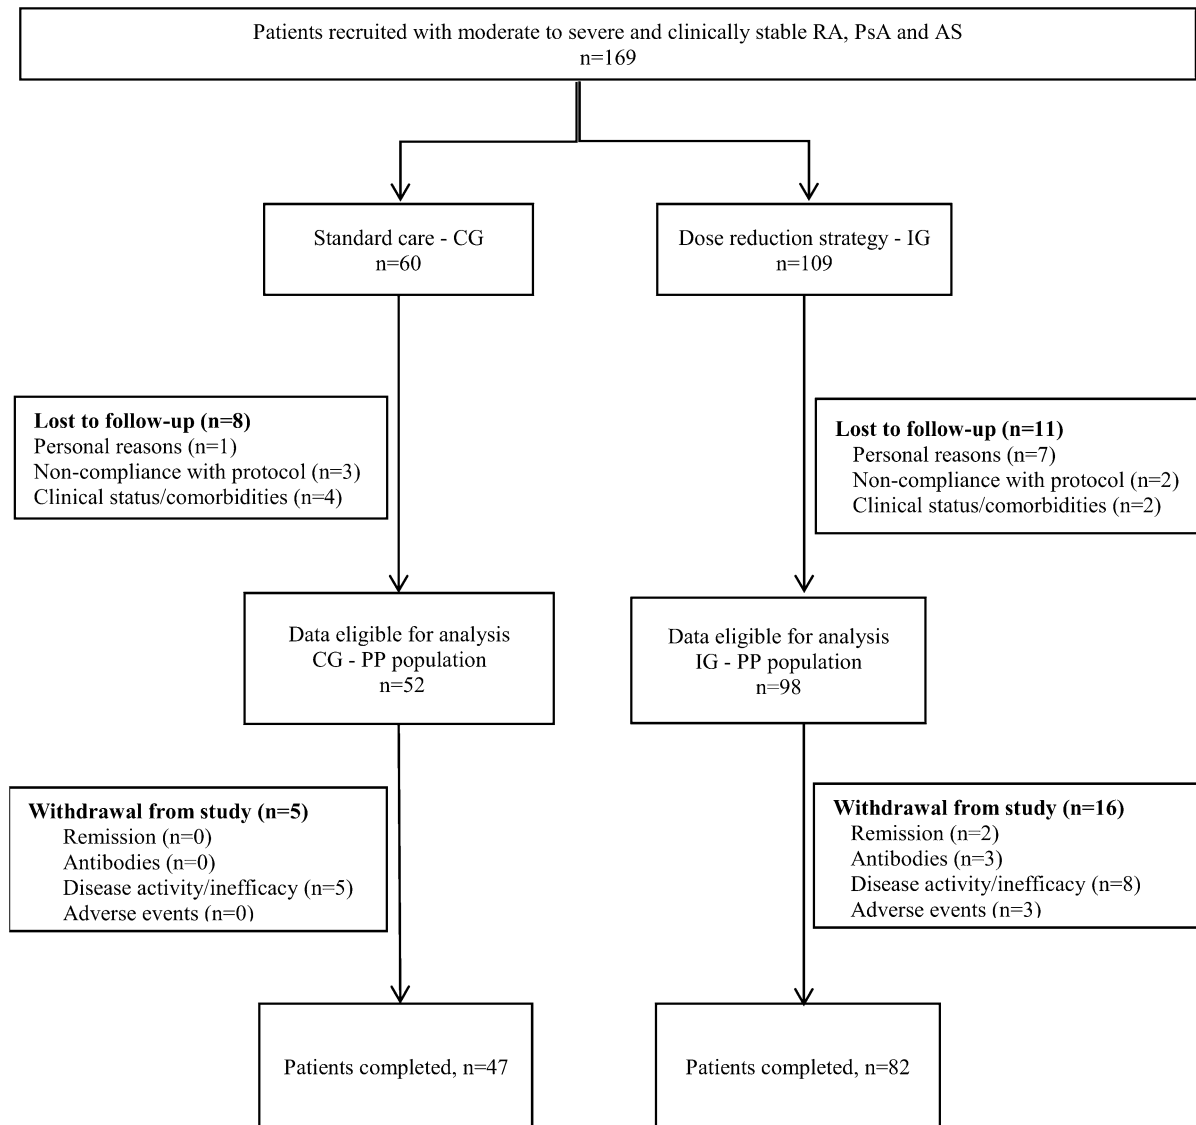 Patients recruited with moderate to severe and clinically stable RA, PsA and AS
n=169
Standard care - CG
n=60
Dose reduction strategy - IG
n=109
Lost to follow-up (n=8)
Personal reasons (n=1)
Non-compliance with protocol (n=3)
Clinical status/comorbidities (n=4)
Lost to follow-up (n=11)
Personal reasons (n=7)
Non-compliance with protocol (n=2)
Clinical status/comorbidities (n=2)
Data eligible for analysis
CG - PP population
n=52
Data eligible for analysis
IG - PP population
n=98
Withdrawal from study (n=5)
Remission (n=0)
Antibodies (n=0)
Disease activity/inefficacy (n=5)
Adverse events (n=0)
Withdrawal from study (n=16)
Remission (n=2)
Antibodies (n=3)
Disease activity/inefficacy (n=8)
Adverse events (n=3)
Patients completed, n=47
Patients completed, n=82